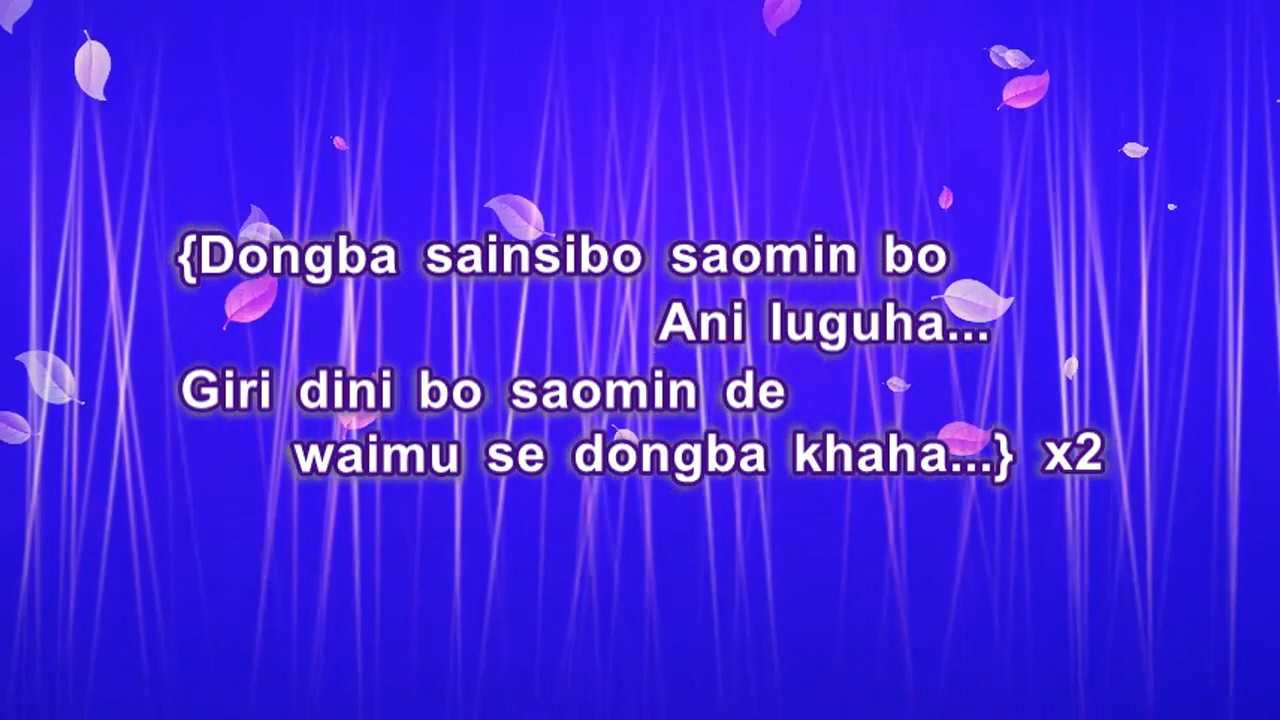 {Dongba sainsibo saomin bo
Ani luguha...
Giri dini bo saomin de
waimu se dongba khaha...} x2